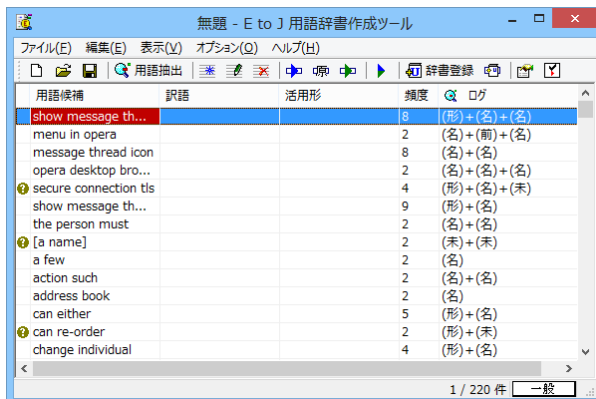 無題 - E to J 用語辞書作成ツール
ファイル(F) 編集(E) 表示(V) オプション(O) ヘルプ(H)
用語抽出 辞書登録
用語候補 訳語 活用形 頻度 ログ
show message th... 8 (形)+(名)+(名)
menu in opera 2 (名)+(前)+(名)
message thread icon 8 (名)+(名)
opera desktop bro... 2 (名)+(名)+(名)
secure connection tls 4 (形)+(名)+(未)
show message th... 9 (形)+(名)
the person must 2 (名)+(名)
[a name] 2 (未)+(未)
a few 2 (名)
action such 2 (名)+(名)
address book 2 (名)
can either 5 (形)+(名)
can re-order 2 (形)+(未)
change individual 4 (形)+(名)
1 / 220 件 一般